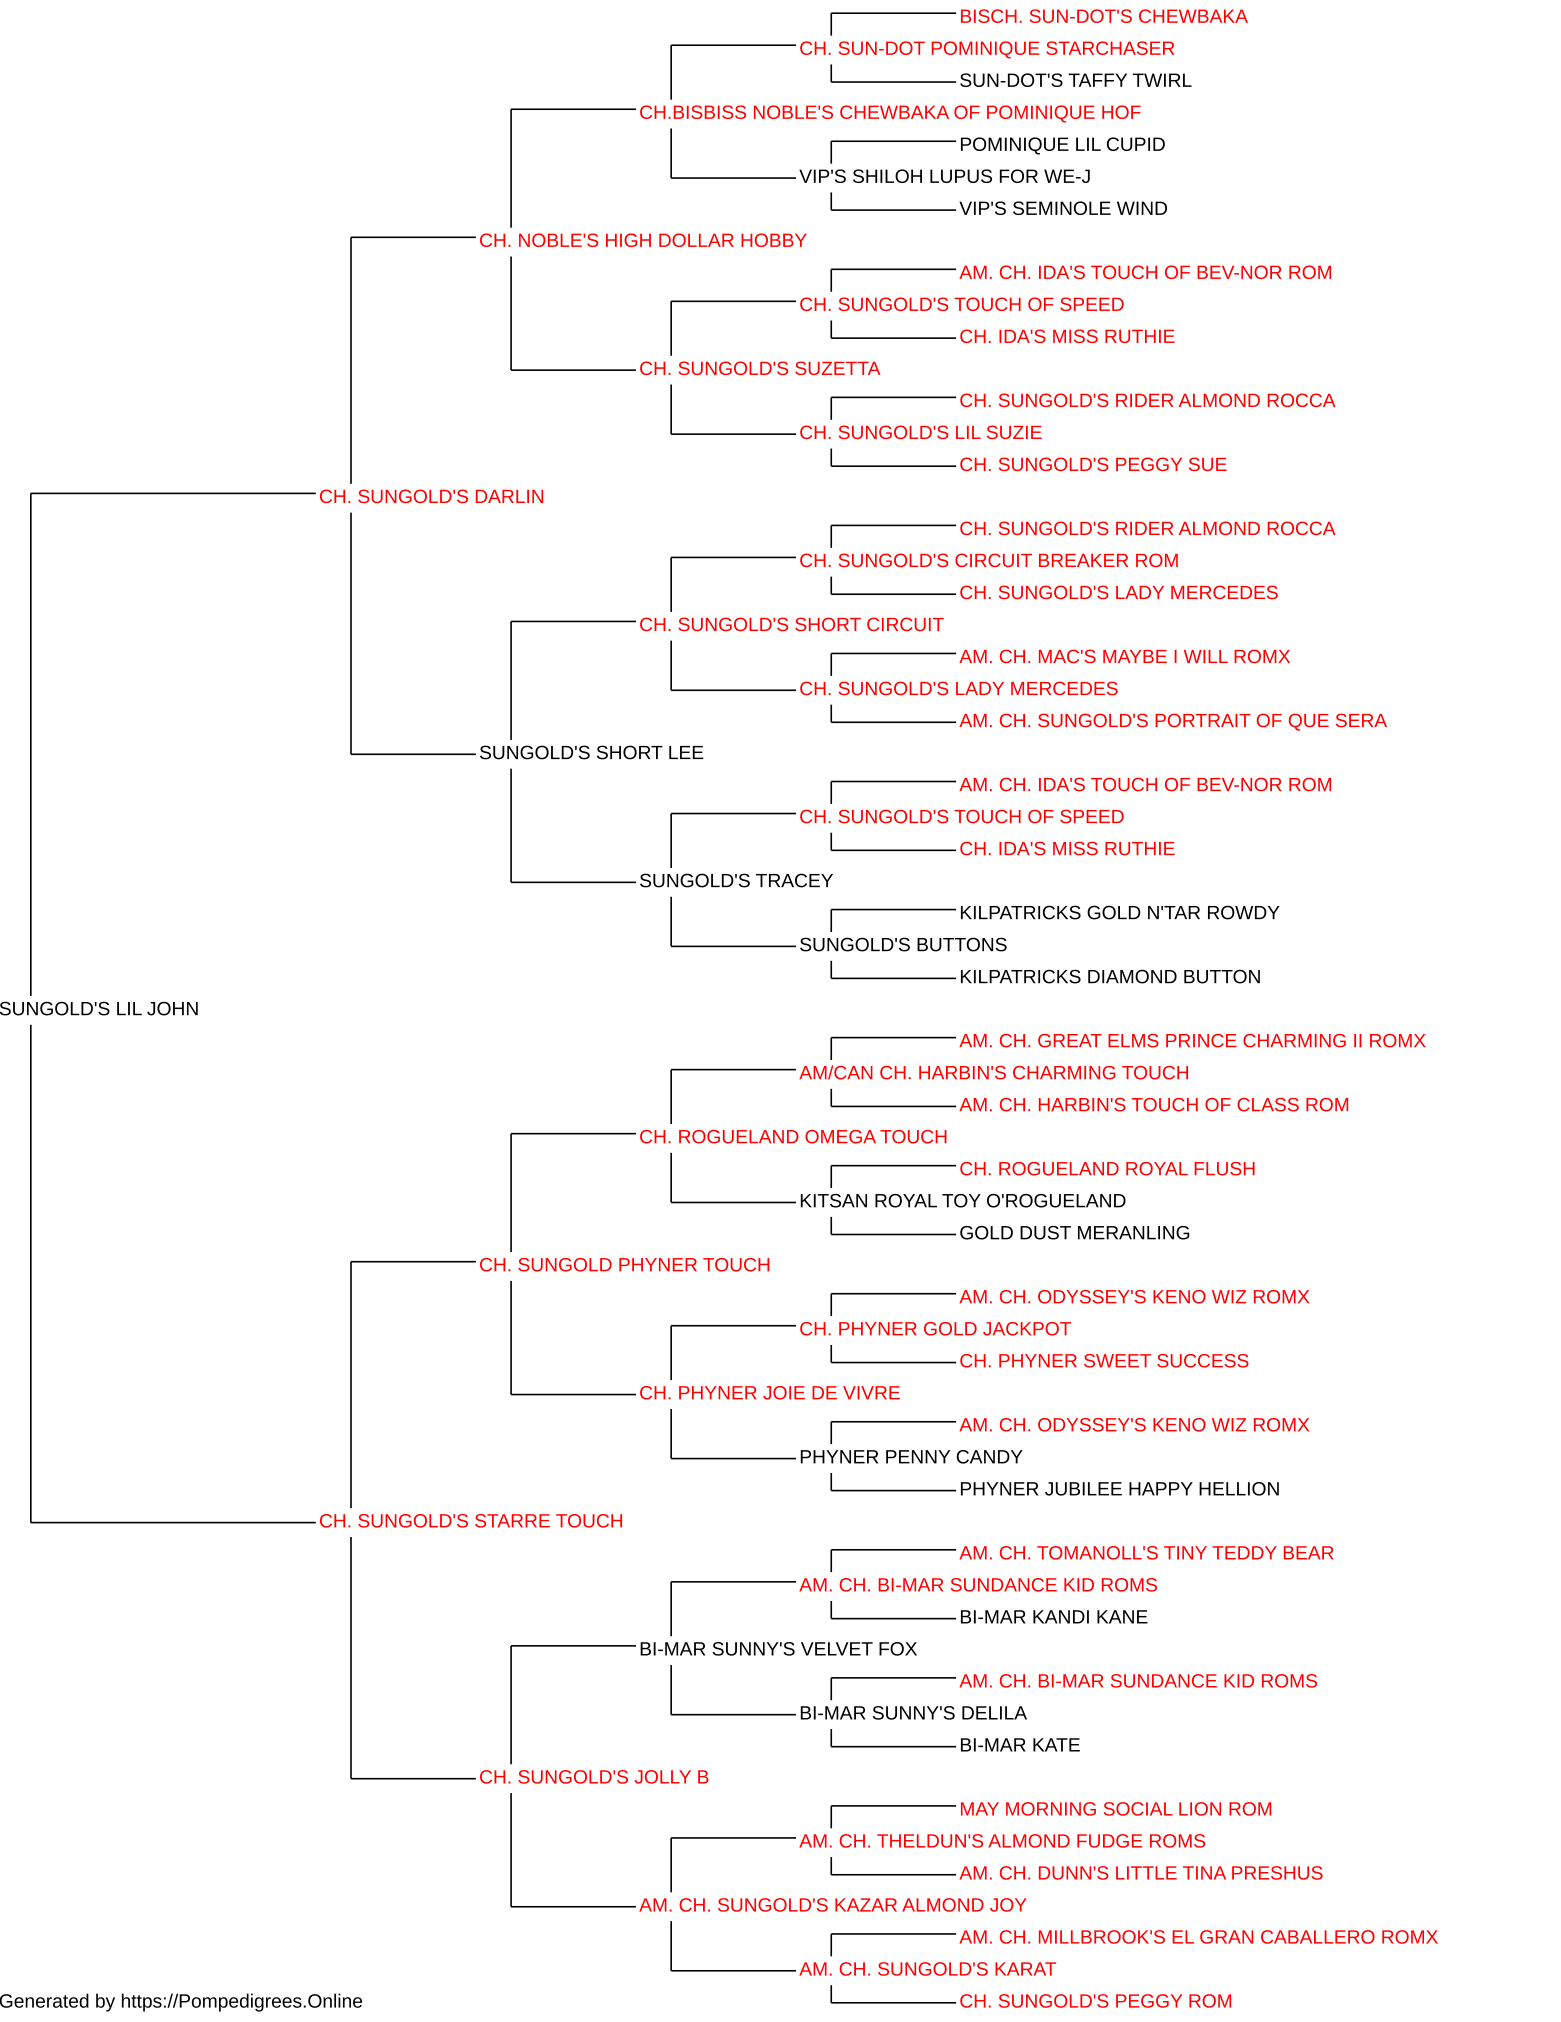 BISCH. SUN-DOT'S CHEWBAKA
CH. SUN-DOT POMINIQUE STARCHASER
SUN-DOT'S TAFFY TWIRL
CH.BISBISS NOBLE'S CHEWBAKA OF POMINIQUE HOF
POMINIQUE LIL CUPID
VIP'S SHILOH LUPUS FOR WE-J
VIP'S SEMINOLE WIND
CH. NOBLE'S HIGH DOLLAR HOBBY
AM. CH. IDA'S TOUCH OF BEV-NOR ROM
CH. SUNGOLD'S TOUCH OF SPEED
CH. IDA'S MISS RUTHIE
CH. SUNGOLD'S SUZETTA
CH. SUNGOLD'S RIDER ALMOND ROCCA
CH. SUNGOLD'S LIL SUZIE
CH. SUNGOLD'S PEGGY SUE
CH. SUNGOLD'S DARLIN
CH. SUNGOLD'S RIDER ALMOND ROCCA
CH. SUNGOLD'S CIRCUIT BREAKER ROM
CH. SUNGOLD'S LADY MERCEDES
CH. SUNGOLD'S SHORT CIRCUIT
AM. CH. MAC'S MAYBE I WILL ROMX
CH. SUNGOLD'S LADY MERCEDES
AM. CH. SUNGOLD'S PORTRAIT OF QUE SERA
SUNGOLD'S SHORT LEE
AM. CH. IDA'S TOUCH OF BEV-NOR ROM
CH. SUNGOLD'S TOUCH OF SPEED
CH. IDA'S MISS RUTHIE
SUNGOLD'S TRACEY
KILPATRICKS GOLD N'TAR ROWDY
SUNGOLD'S BUTTONS
KILPATRICKS DIAMOND BUTTON
SUNGOLD'S LIL JOHN
AM. CH. GREAT ELMS PRINCE CHARMING II ROMX
AM/CAN CH. HARBIN'S CHARMING TOUCH
AM. CH. HARBIN'S TOUCH OF CLASS ROM
CH. ROGUELAND OMEGA TOUCH
CH. ROGUELAND ROYAL FLUSH
KITSAN ROYAL TOY O'ROGUELAND
GOLD DUST MERANLING
CH. SUNGOLD PHYNER TOUCH
AM. CH. ODYSSEY'S KENO WIZ ROMX
CH. PHYNER GOLD JACKPOT
CH. PHYNER SWEET SUCCESS
CH. PHYNER JOIE DE VIVRE
AM. CH. ODYSSEY'S KENO WIZ ROMX
PHYNER PENNY CANDY
PHYNER JUBILEE HAPPY HELLION
CH. SUNGOLD'S STARRE TOUCH
AM. CH. TOMANOLL'S TINY TEDDY BEAR
AM. CH. BI-MAR SUNDANCE KID ROMS
BI-MAR KANDI KANE
BI-MAR SUNNY'S VELVET FOX
AM. CH. BI-MAR SUNDANCE KID ROMS
BI-MAR SUNNY'S DELILA
BI-MAR KATE
CH. SUNGOLD'S JOLLY B
MAY MORNING SOCIAL LION ROM
AM. CH. THELDUN'S ALMOND FUDGE ROMS
AM. CH. DUNN'S LITTLE TINA PRESHUS
AM. CH. SUNGOLD'S KAZAR ALMOND JOY
AM. CH. MILLBROOK'S EL GRAN CABALLERO ROMX
AM. CH. SUNGOLD'S KARAT
CH. SUNGOLD'S PEGGY ROM
Generated by https://Pompedigrees.Online